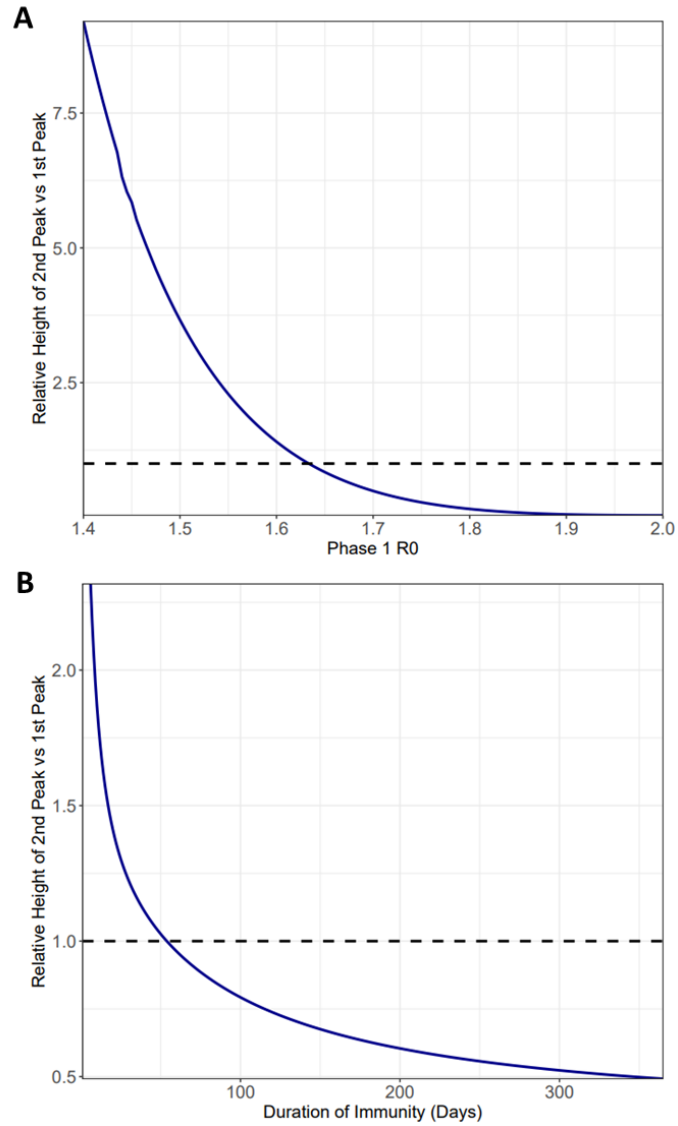 A
Relative Height of 2nd Peak vs 1st Peak
7.5
5.0
2.5
1.4 1.5 1.6 1.7 1.8 1.9 2.0
Phase 1 R0
B
Relative Height of 2nd Peak vs 1st Peak
2.0
1.5
1.0
0.5
100 200 300
Duration of Immunity (Days)